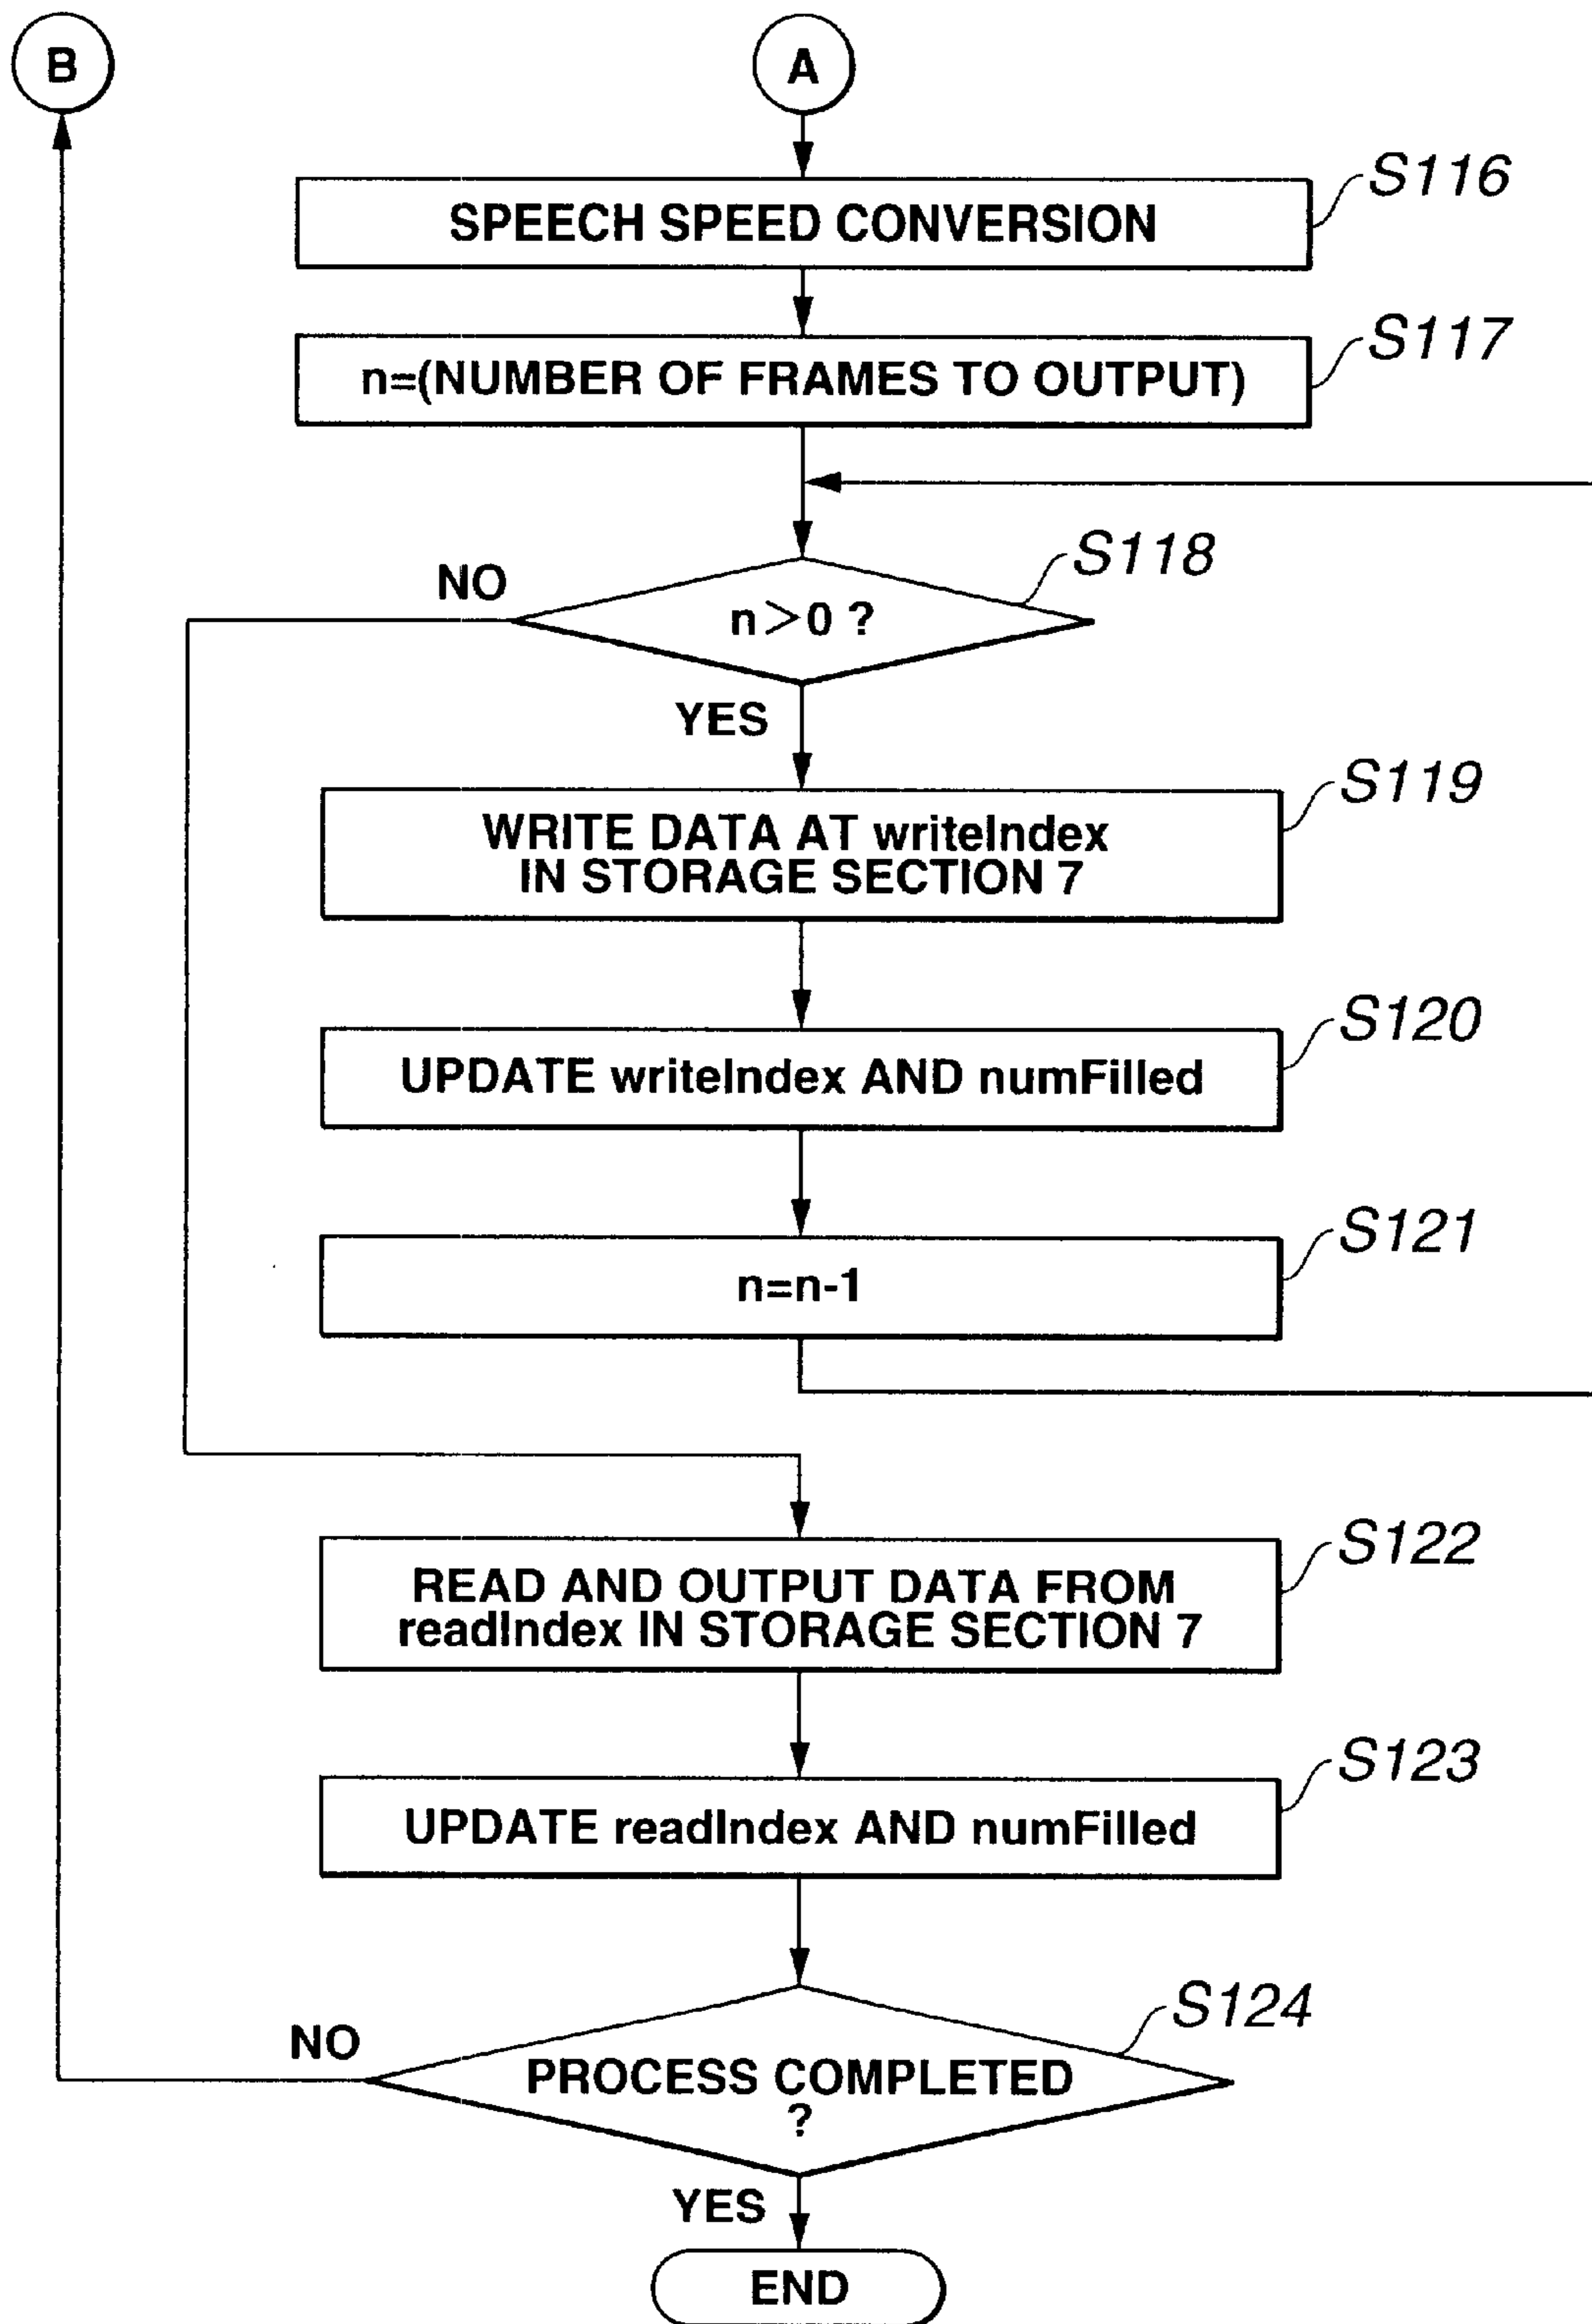 B
A
S116
SPEECH SPEED CONVERSION
S117
n=(NUMBER OF FRAMES TO OUTPUT)
S118
NO
n>0 ?
YES
S119
WRITE DATA AT writeIndex
IN STORAGE SECTION 7
S120
UPDATE writeIndex AND numFilled
S121
n=n-1
S122
READ AND OUTPUT DATA FROM
readIndex IN STORAGE SECTION 7
S123
UPDATE readIndex AND numFilled
S124
NO
PROCESS COMPLETED
?
YES
END